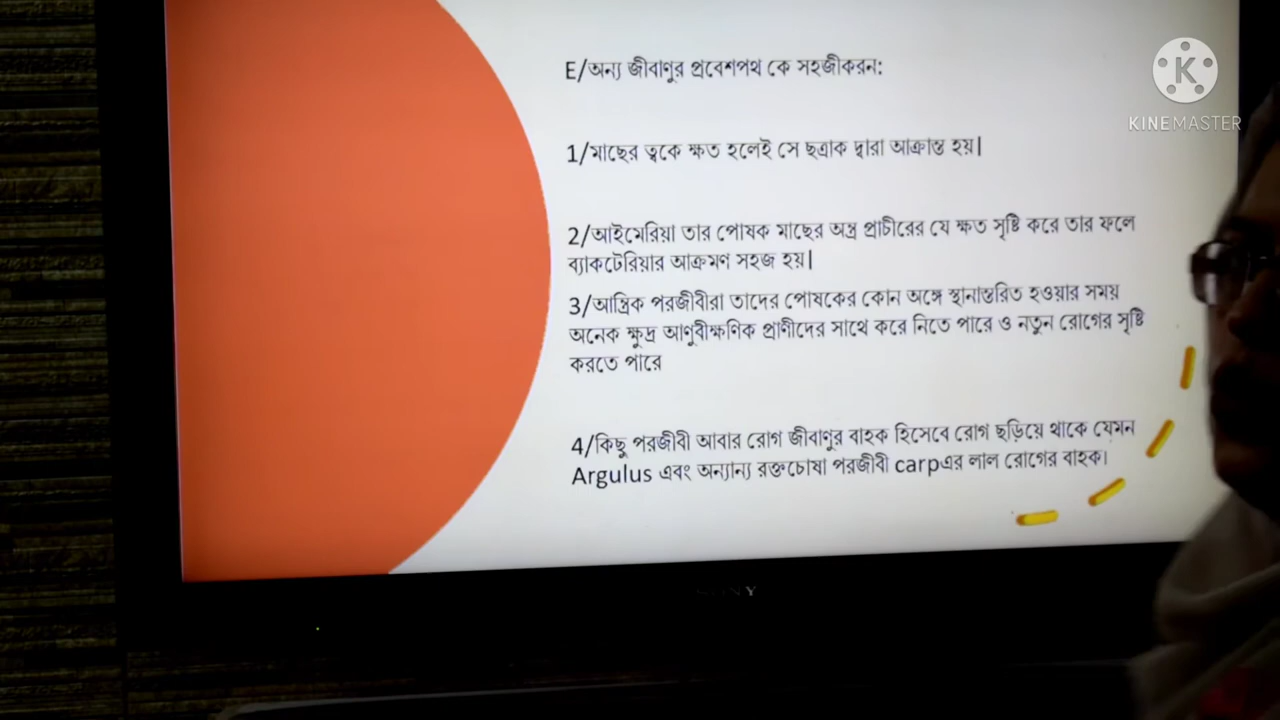 E/অন্য জীবাণুর প্রবেশপথ কে সহজীকরন:
1/মাছের ত্বকে ক্ষত হলেই সে ছত্রাক দ্বারা আক্রান্ত হয়|
2/আইমেরিয়া তার পোষক মাছের অন্ত্র প্রাচীরের যে ক্ষত সৃষ্টি করে তার ফলে
ব্যাকটেরিয়ার আক্রমণ সহজ হয়|
3/আন্ত্রিক পরজীবীরা তাদের পোষকের কোন অঙ্গে স্থানান্তরিত হওয়ার সময়
অনেক ক্ষুদ্র আণুবীক্ষণিক প্রাণীদের সাথে করে নিতে পারে ও নতুন রোগের সৃষ্টি
করতে পারে
4/কিছু পরজীবী আবার রোগ জীবাণুর বাহক হিসেবে রোগ ছড়িয়ে থাকে যেমন
Argulus এবং অন্যান্য রক্তচোষা পরজীবী carpএর লাল রোগের বাহক।
K
KINEMASTER
SONY